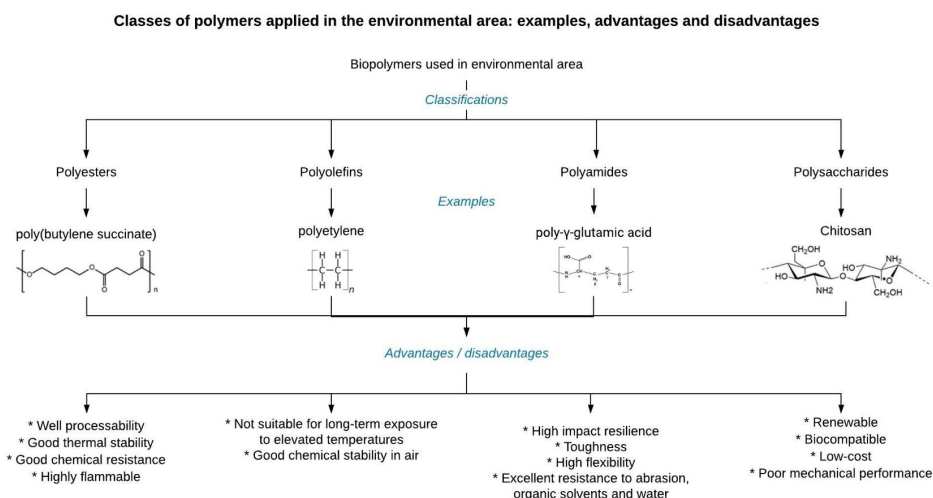 Classes of polymers applied in the environmental area: examples, advantages and disadvantages
Biopolymers used in environmental area
Classifications
Polyesters
Polyolefins
Polyamides
Polysaccharides
Examples
poly(butylene succinate)
polyetylene
poly-γ-glutamic acid
Chitosan
O
O
O
O
n
H H
C C
H H
n
CH₂OH
O
HO
NH2
O
HO
NH₂
O
CH₂OH
Advantages / disadvantages
* Well processability
* Good thermal stability
* Good chemical resistance
* Highly flammable
* Not suitable for long-term exposure
to elevated temperatures
* Good chemical stability in air
* High impact resilience
* Toughness
* High flexibility
* Excellent resistance to abrasion,
organic solvents and water
* Renewable
* Biocompatible
* Low-cost
* Poor mechanical performance